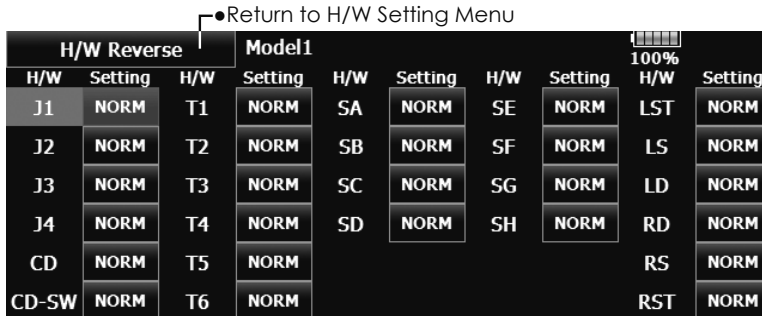 ●Return to H/W Setting Menu
H/W Reverse Model1 100%
H/W Setting H/W Setting H/W Setting H/W Setting H/W Setting
J1 NORM T1 NORM SA NORM SE NORM LST NORM
J2 NORM T2 NORM SB NORM SF NORM LS NORM
J3 NORM T3 NORM SC NORM SG NORM LD NORM
J4 NORM T4 NORM SD NORM SH NORM RD NORM
CD NORM T5 NORM RS NORM
CD-SW NORM T6 NORM RST NORM